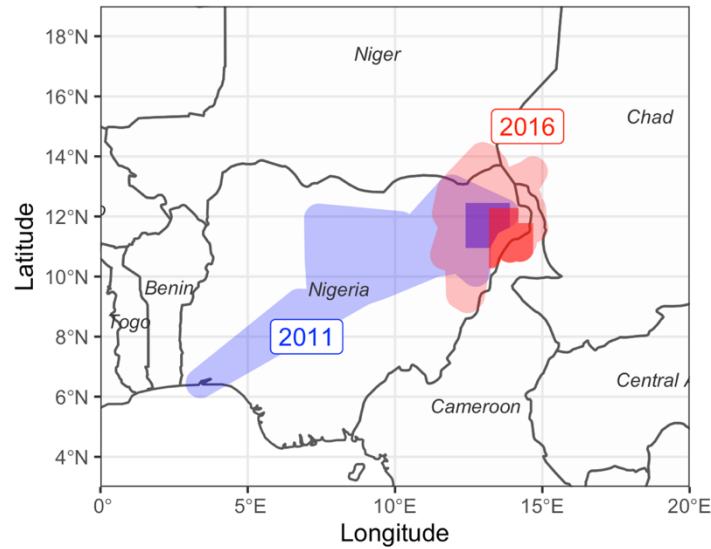 18°N
16°N
14°N
12°N
10°N
8°N
6°N
4°N
Latitude
Niger
Chad
2016
Benin
Nigeria
Togo
2011
Central A
Cameroon
0°
5°E
10°E
15°E
20°E
Longitude